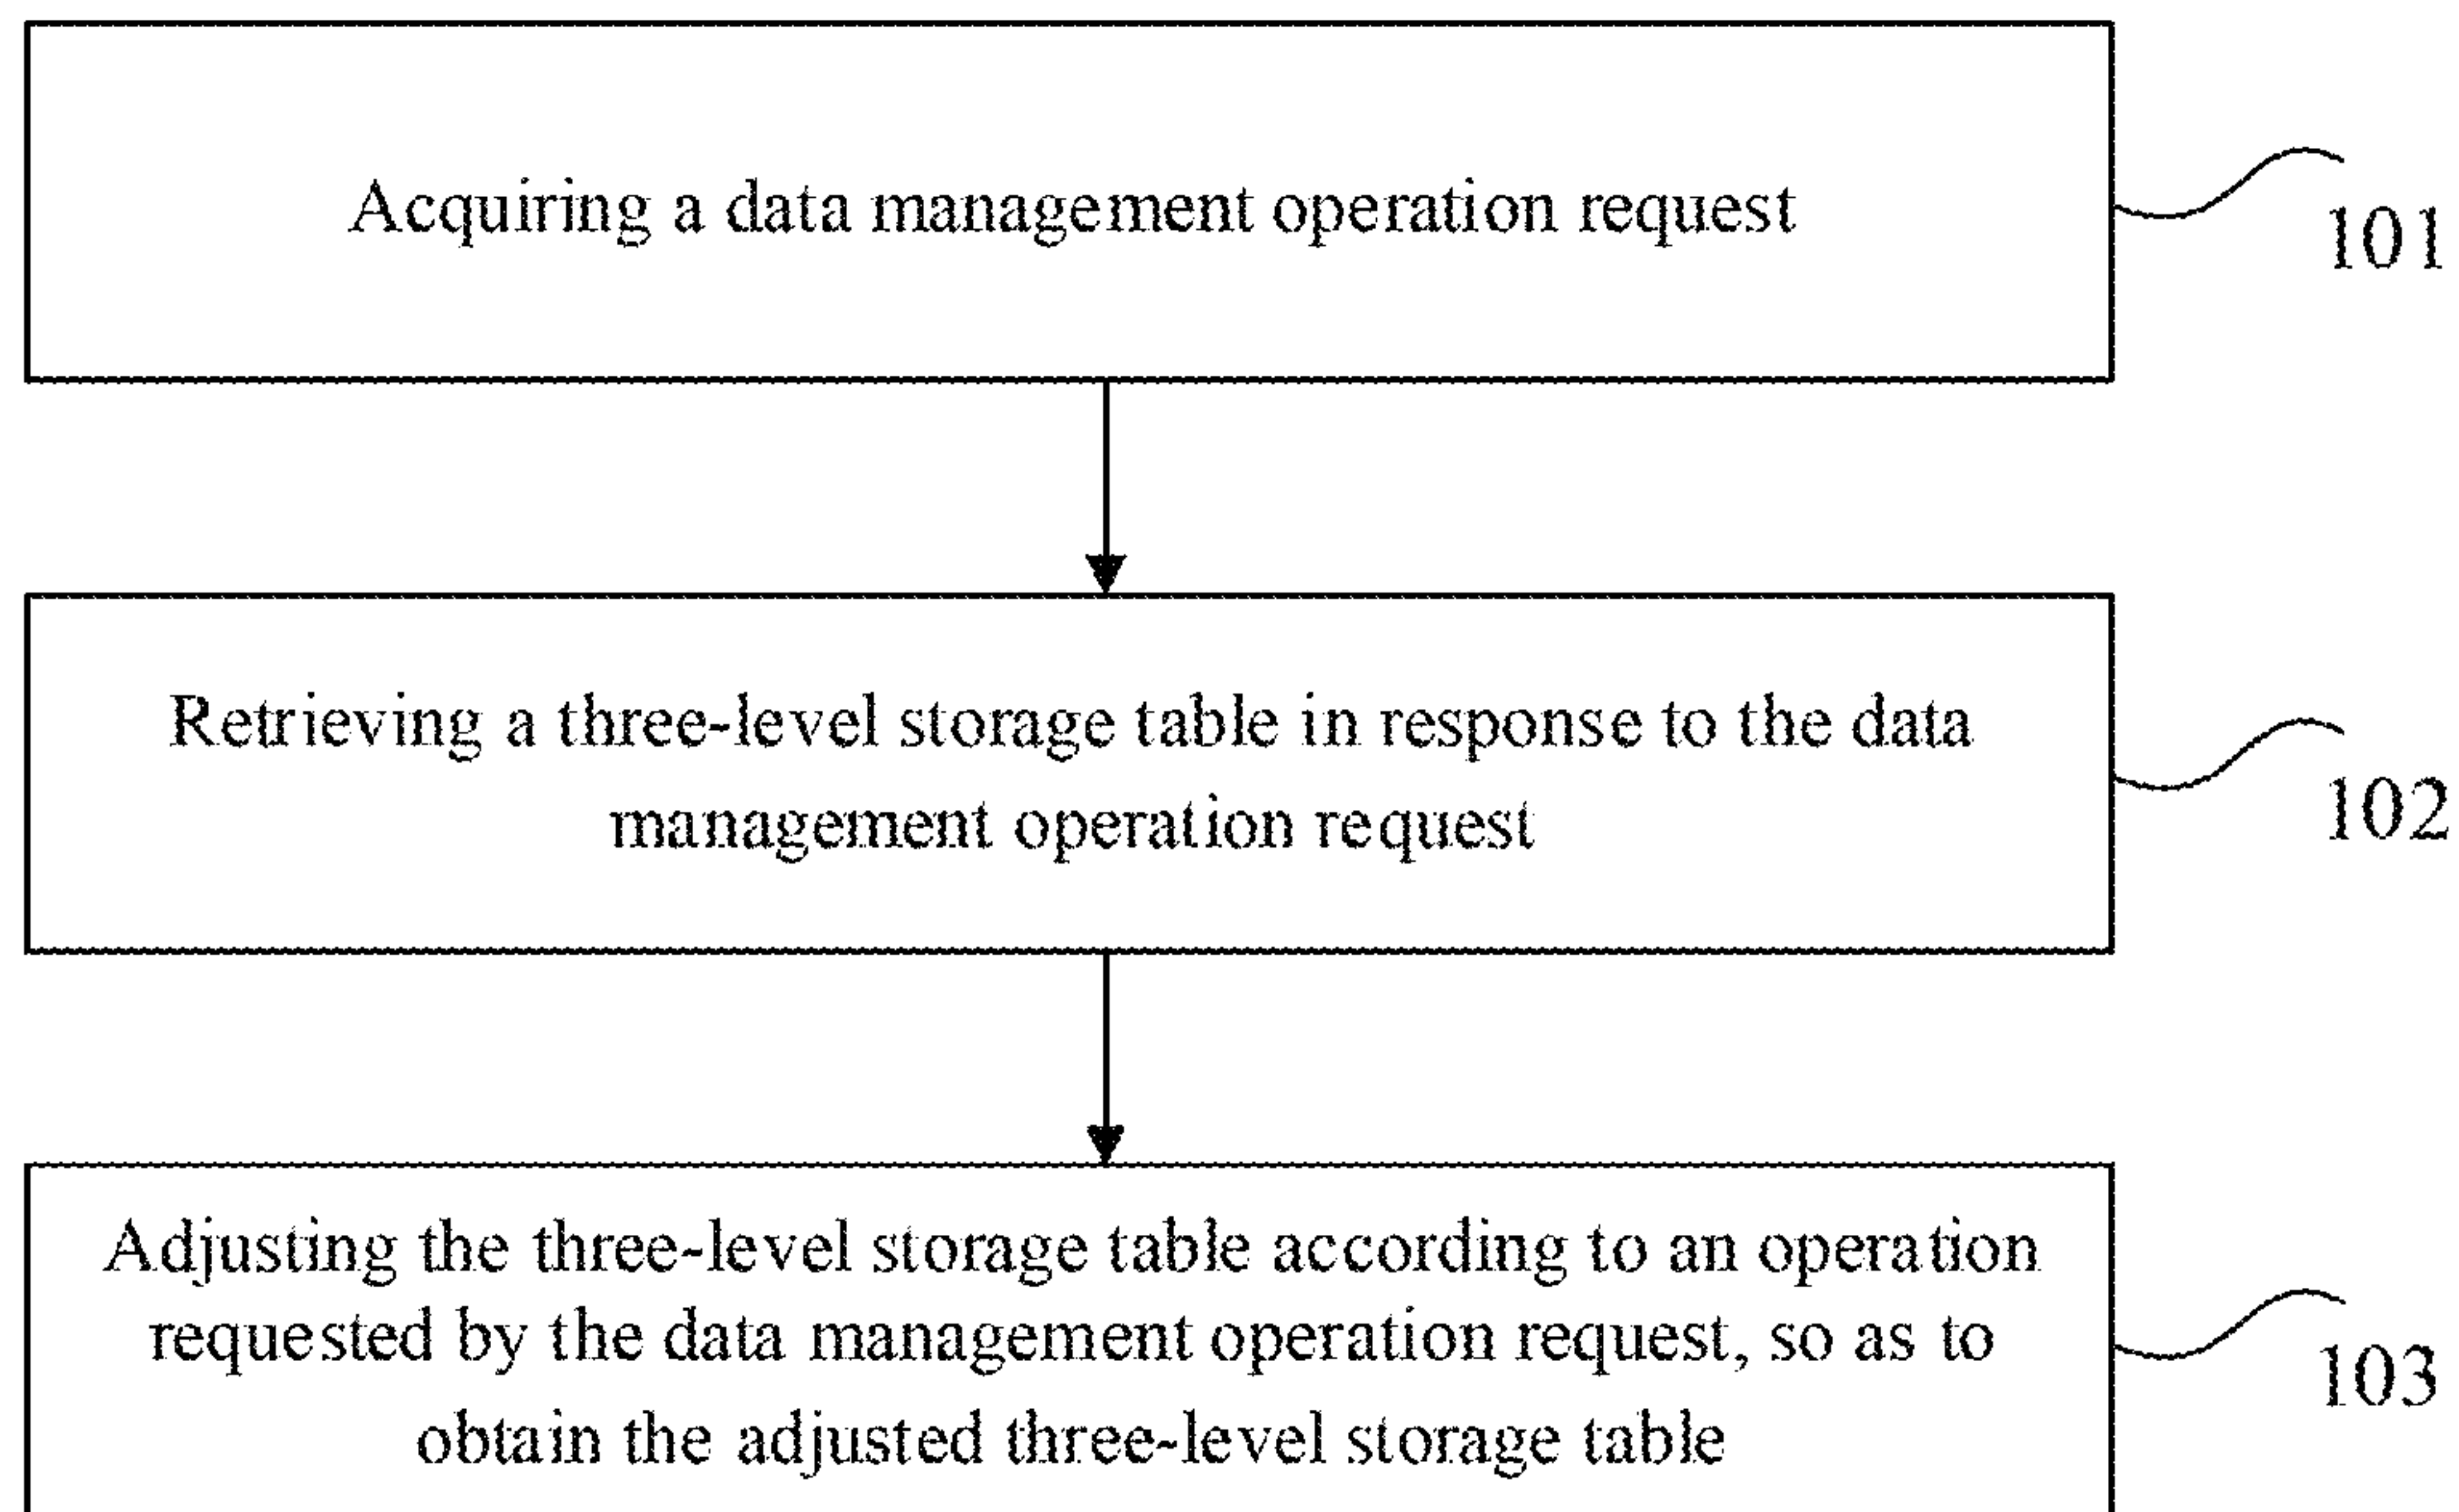 Acquiring a data management operation request
101
Retrieving a three-level storage table in response to the data
management operation request
102
Adjusting the three-level storage table according to an operation
requested by the data management operation request, so as to
obtain the adjusted three-level storage table
103